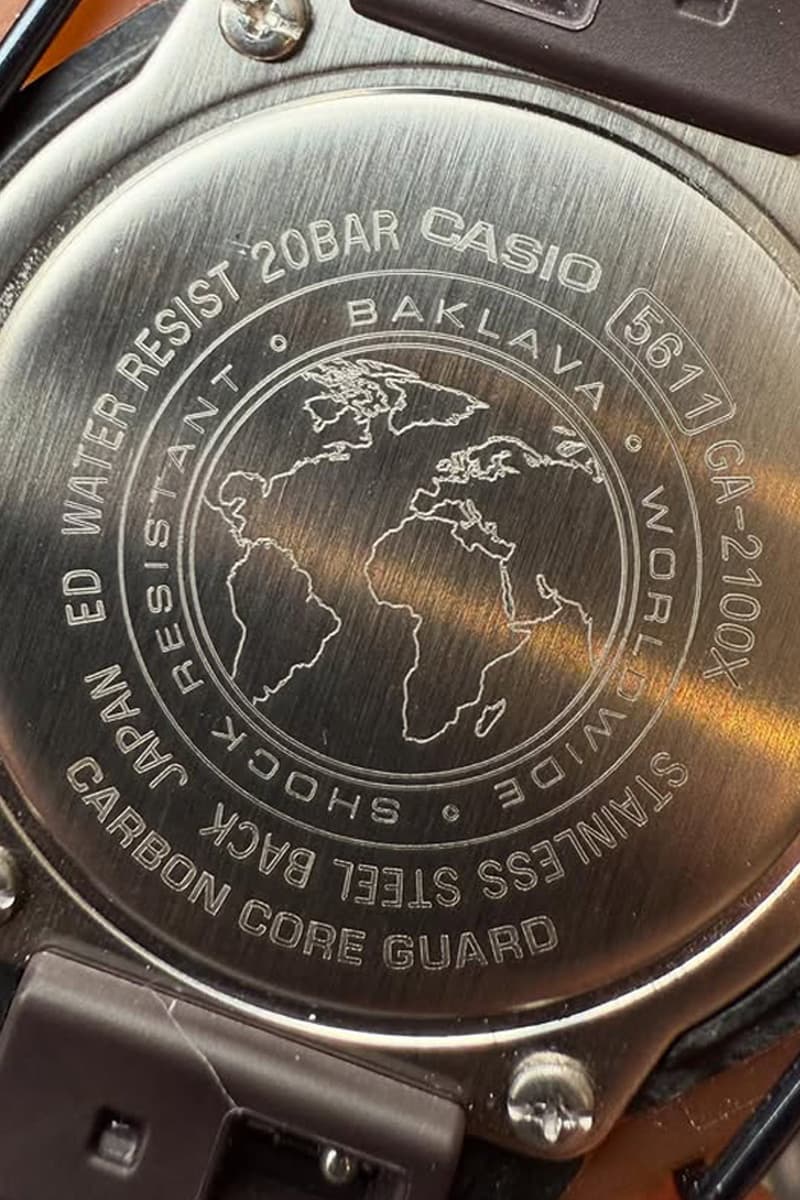 CASIO 5611 GA-2100X STAINLESS STEEL BACK JAPAN ED WATER RESIST 20BAR
BAKLAVA • WORLDWIDE • SHOCK RESISTANT •
CARBON CORE GUARD